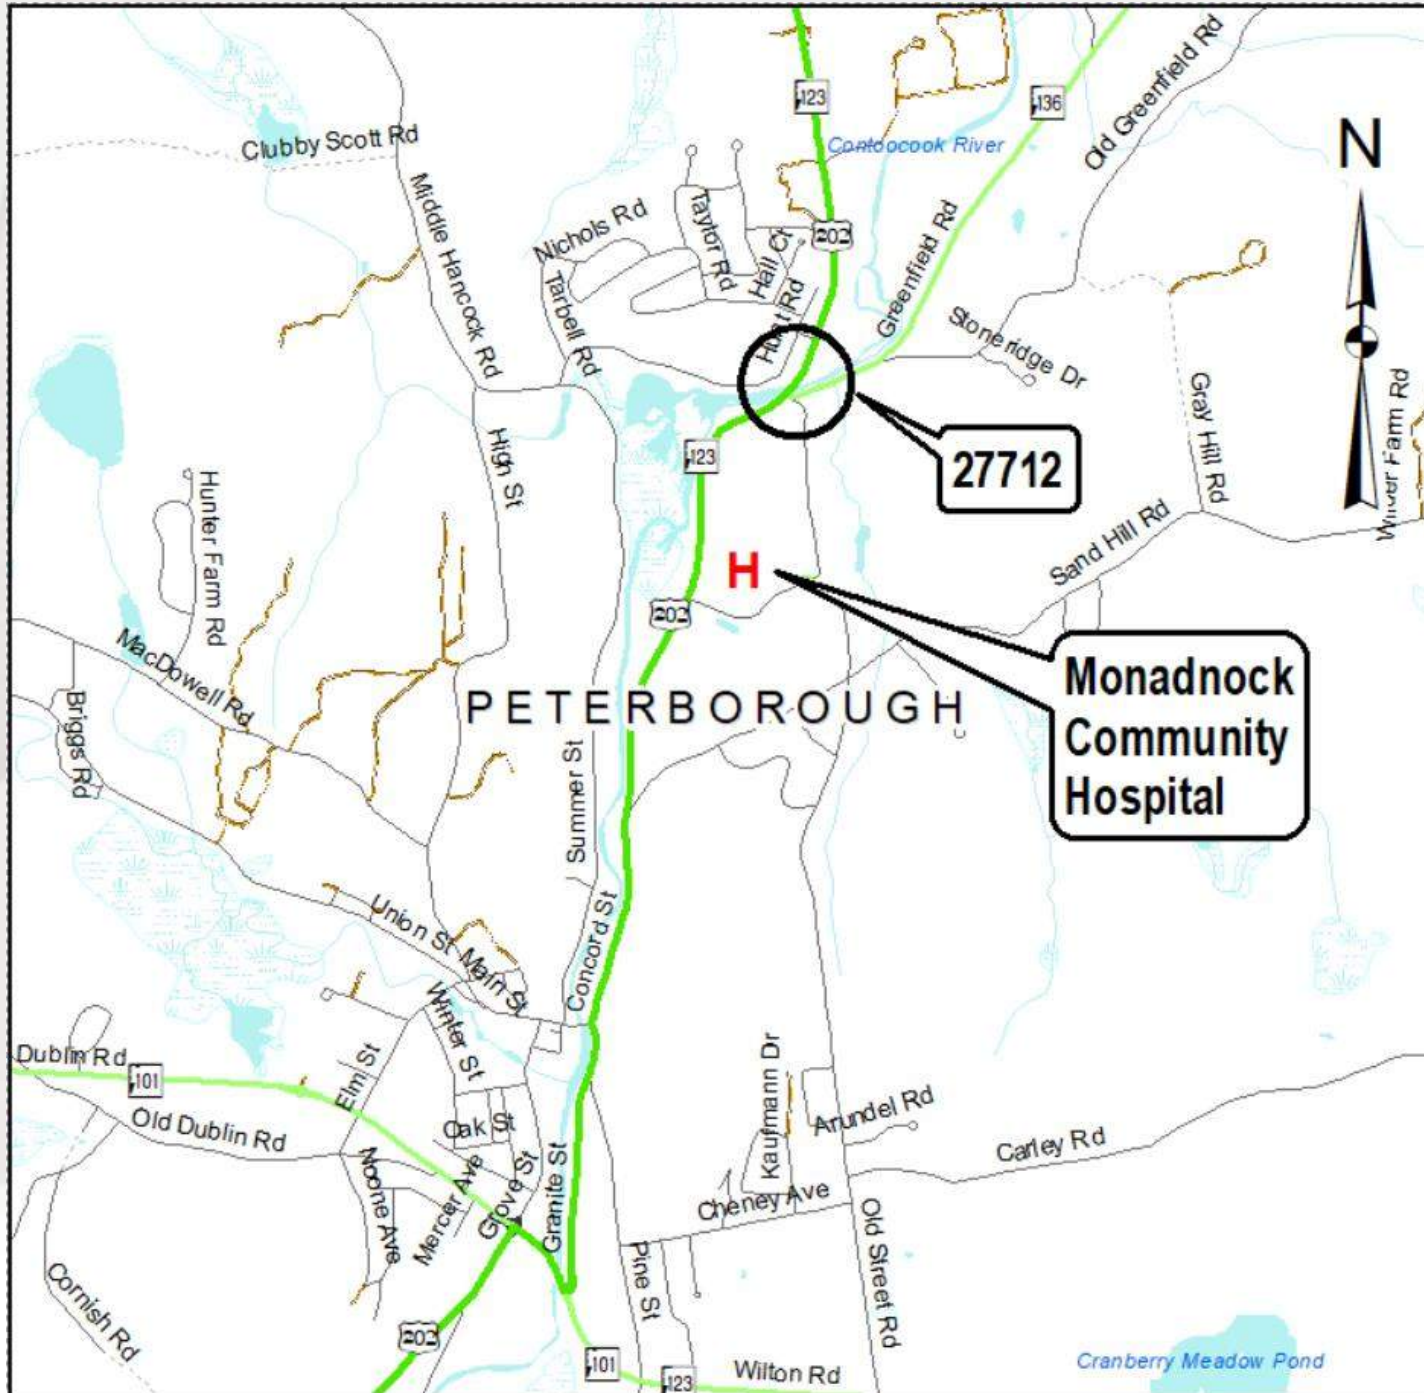 123
136
Old Greenfield Rd
Contoocook River
N
Clubby Scott Rd
Middle Hancock Rd
Nichols Rd
Taylor Rd
Hall Ct
202
Greenfield Rd
Tarbell Rd
Hunt Rd
Stoneridge Dr
Gray Hill Rd
Farm Rd
High St
123
27712
Hunter Farm Rd
Sand Hill Rd
H
202
MacDowell Rd
Briggs Rd
PETERBOROUGH
Monadnock
Community
Hospital
Summer St
Union St
Main St
Concord St
Winter St
Dublin Rd
101
Elm St
Old Dublin Rd
Oak St
Kaufmann Dr
Arundel Rd
Carley Rd
Noone Ave
Mercer Ave
Grove St
Granite St
Cheney Ave
Old Street Rd
Pine St
Cornish Rd
202
101
123
Wilton Rd
Cranberry Meadow Pond